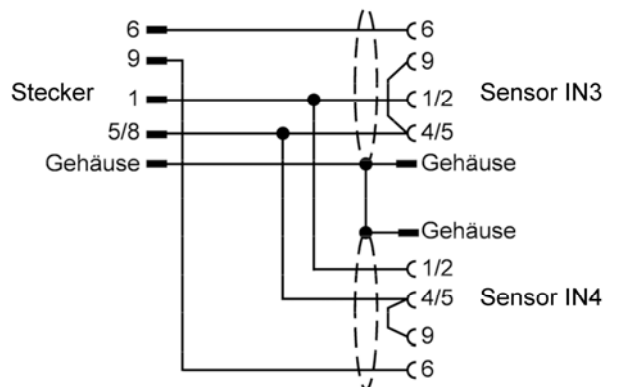 6 6
9 9
Stecker 1 1/2 Sensor IN3
5/8 4/5
Gehäuse Gehäuse
Gehäuse
1/2
4/5 Sensor IN4
9
6